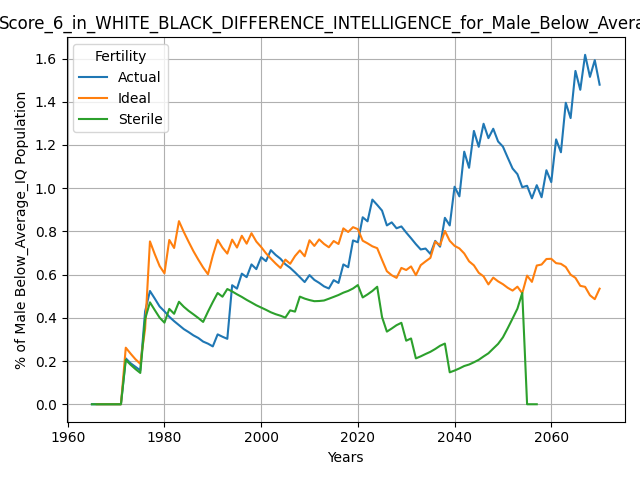 Score_6_in_WHITE_BLACK_DIFFERENCE_INTELLIGENCE_for_Male_Below_Avera
Fertility
Actual
Ideal
Sterile
% of Male Below_Average_IQ Population
1.6
1.4
1.2
1.0
0.8
0.6
0.4
0.2
0.0
1960
1980
2000
2020
2040
2060
Years